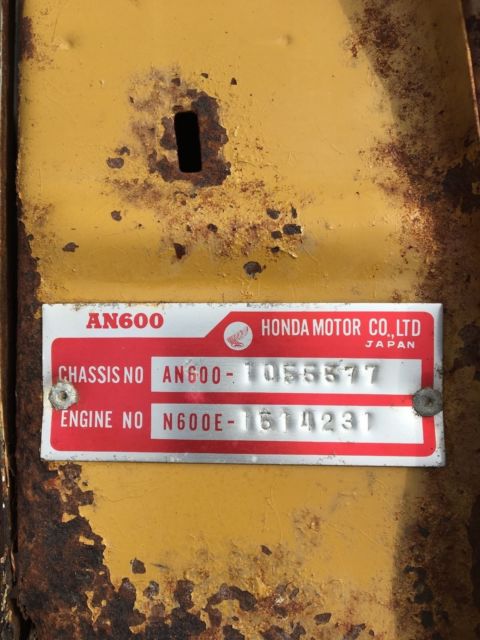 AN600
HONDA MOTOR CO., LTD
JAPAN
CHASSIS NO AN600-1055577
ENGINE NO N600E-1514231